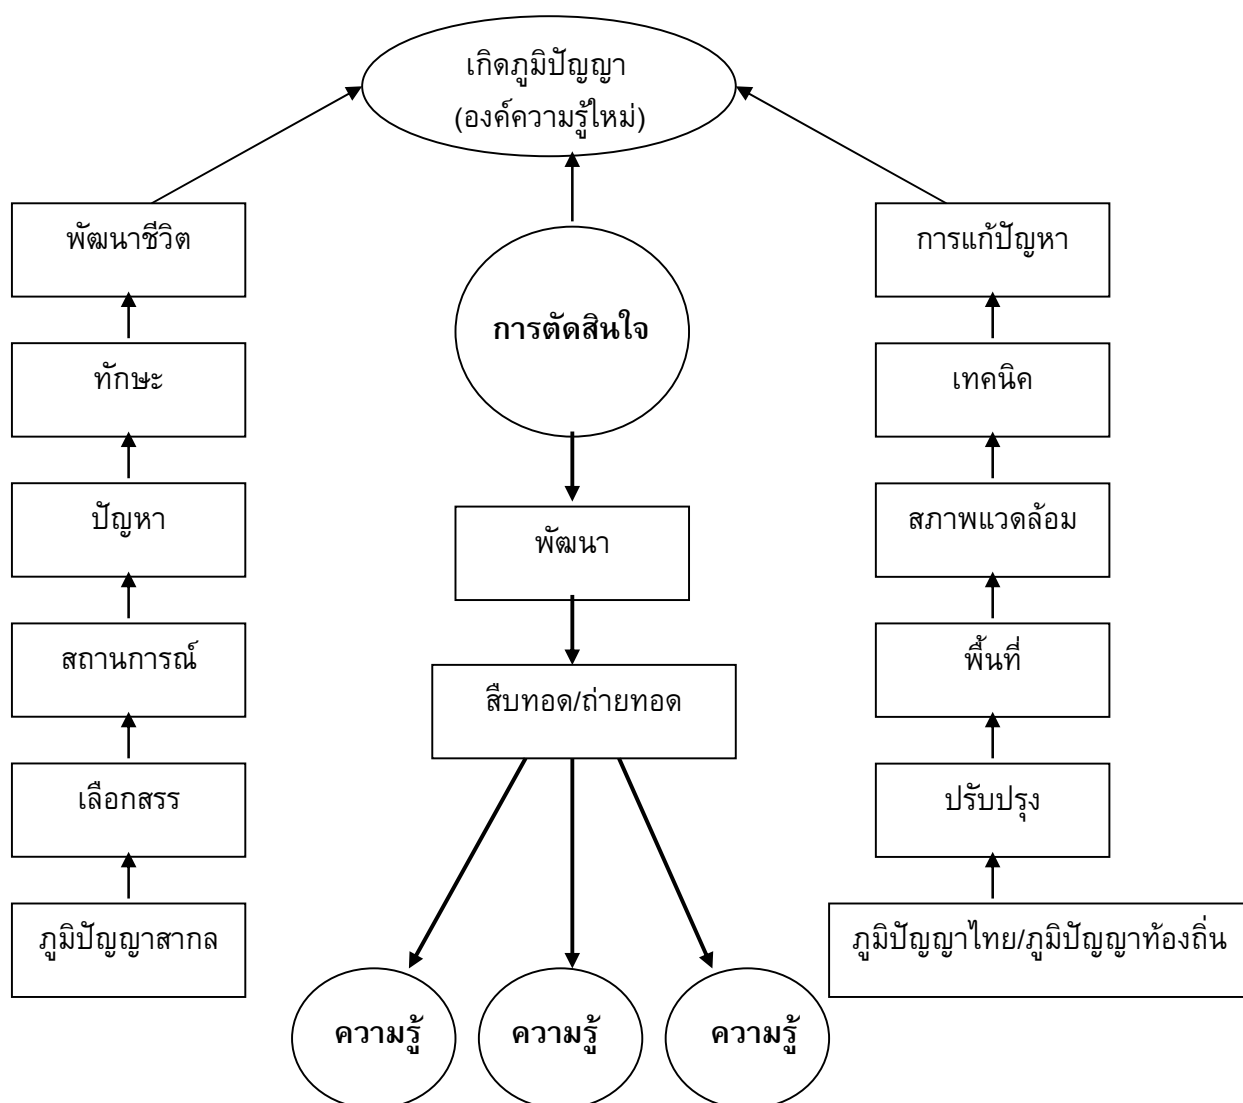 เกิดภูมิปัญญา
(องค์ความรู้ใหม่)
พัฒนาชีวิต
การแก้ปัญหา
การตัดสินใจ
ทักษะ
เทคนิค
ปัญหา
สภาพแวดล้อม
พัฒนา
สถานการณ์
พื้นที่
สืบทอด/ถ่ายทอด
เลือกสรร
ปรับปรุง
ภูมิปัญญาสากล
ภูมิปัญญาไทย/ภูมิปัญญาท้องถิ่น
ความรู้
ความรู้
ความรู้